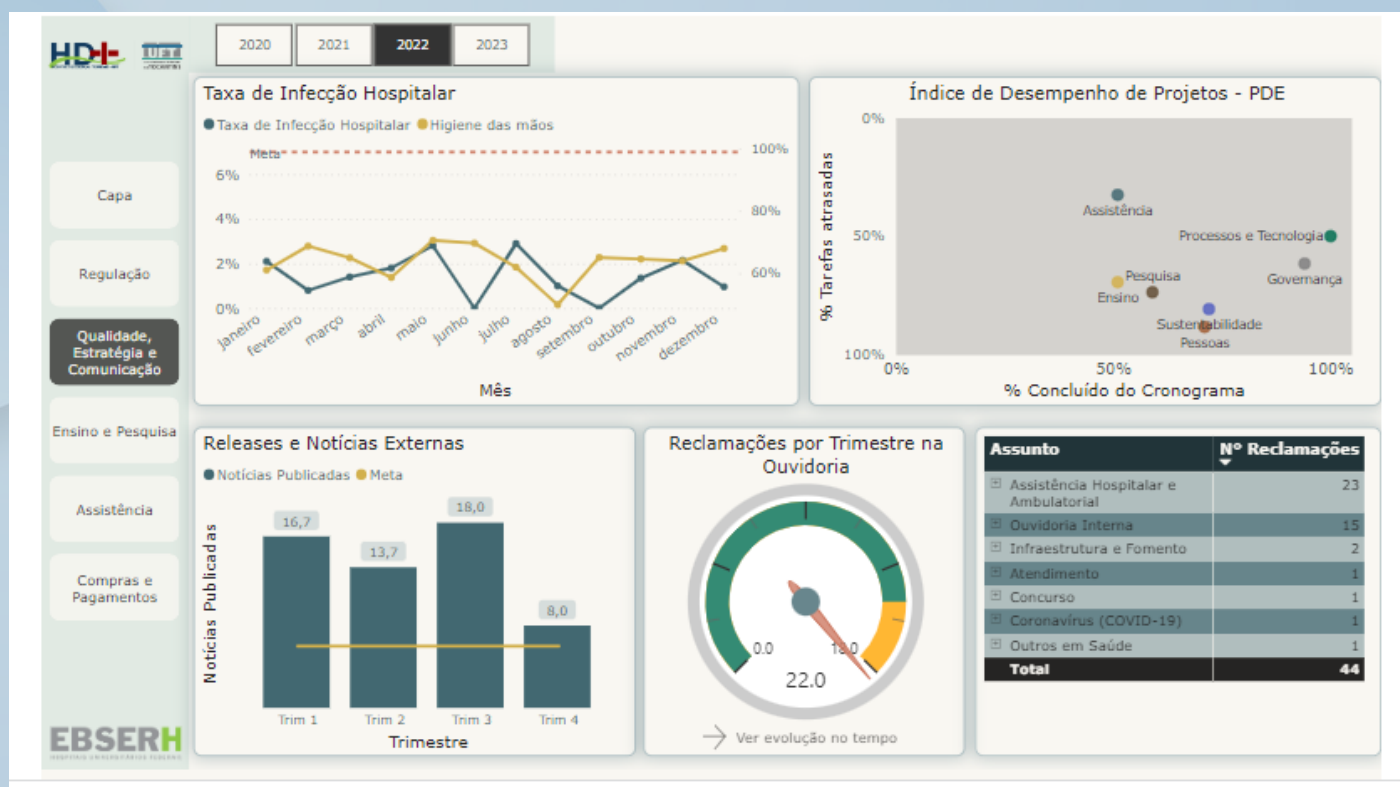 HD+
UFT
2020
2021
2022
2023
Capa
Regulação
Qualidade,
Estratégia e
Comunicação
Ensino e Pesquisa
Assistência
Compras e
Pagamentos
EBSERH
HOSPITAIS UNIVERSITÁRIOS FEDERAIS
Taxa de Infecção Hospitalar
Taxa de Infecção Hospitalar Higiene das mãos
Meta
6%
4%
2%
0%
100%
80%
60%
janeiro
fevereiro
março
abril
maio
junho
julho
agosto
setembro
outubro
novembro
dezembro
Mês
Índice de Desempenho de Projetos - PDE
% Tarefas atrasadas
0%
50%
100%
Assistência
Processos e Tecnologia
Governança
Pesquisa
Ensino
Sustentabilidade
Pessoas
0%
50%
100%
% Concluído do Cronograma
Releases e Notícias Externas
Notícias Publicadas Meta
Notícias Publicadas
16,7
13,7
18,0
8,0
Trim 1
Trim 2
Trim 3
Trim 4
Trimestre
Reclamações por Trimestre na
Ouvidoria
0.0
18.0
22.0
Ver evolução no tempo
Assunto Nº Reclamações
Assistência Hospitalar e 23
Ambulatorial
Ouvidoria Interna 15
Infraestrutura e Fomento 2
Atendimento 1
Concurso 1
Coronavírus (COVID-19) 1
Outros em Saúde 1
Total 44